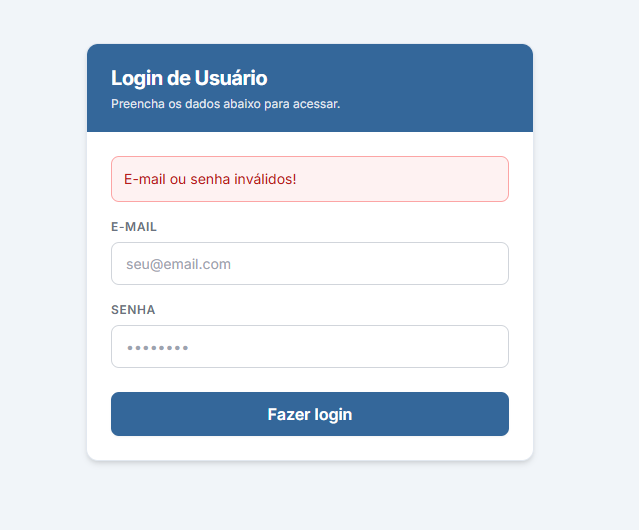 Login de Usuário
Preencha os dados abaixo para acessar.
E-mail ou senha inválidos!
E-MAIL
seu@email.com
SENHA
••••••••
Fazer login